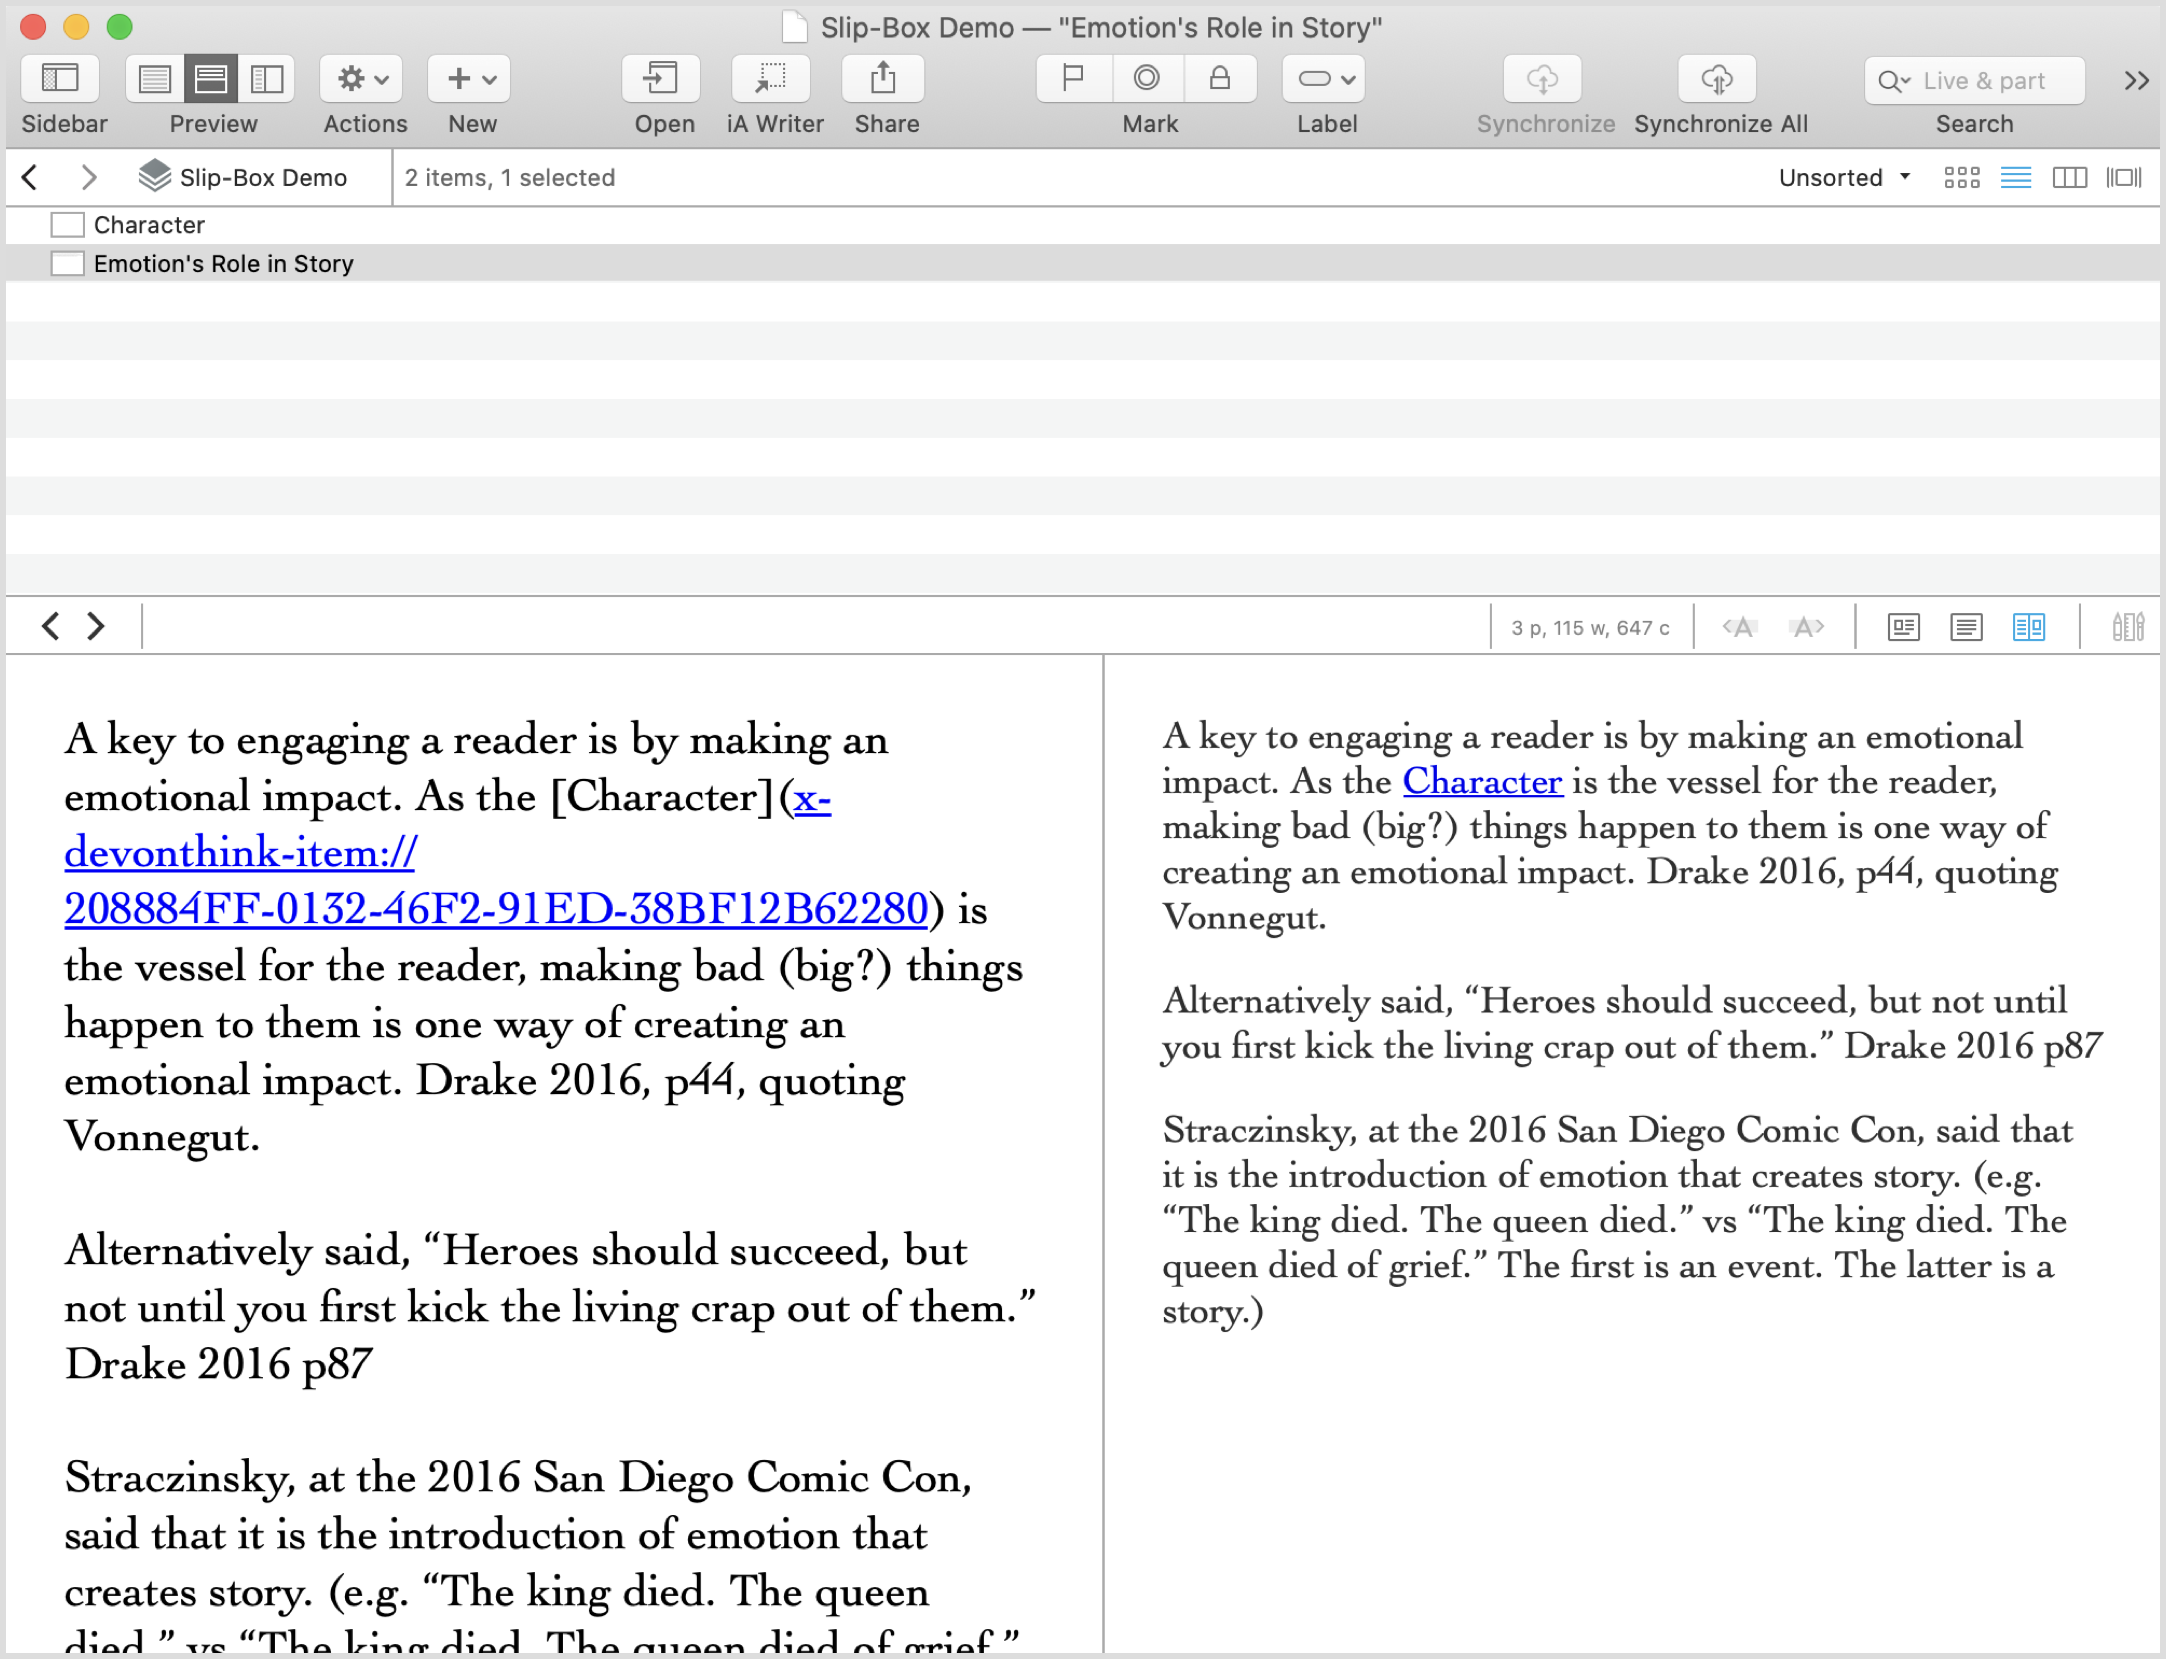 Slip-Box Demo — "Emotion's Role in Story"
Sidebar Preview Actions New Open iA Writer Share Mark Label Synchronize Synchronize All Live & part Search
Slip-Box Demo 2 items, 1 selected Unsorted
Character
Emotion's Role in Story
3 p, 115 w, 647 c
A key to engaging a reader is by making an
emotional impact. As the [Character](x-
devonthink-item://
208884FF-0132-46F2-91ED-38BF12B62280) is
the vessel for the reader, making bad (big?) things
happen to them is one way of creating an
emotional impact. Drake 2016, p44, quoting
Vonnegut.
Alternatively said, “Heroes should succeed, but
not until you first kick the living crap out of them.”
Drake 2016 p87
Straczinsky, at the 2016 San Diego Comic Con,
said that it is the introduction of emotion that
creates story. (e.g. “The king died. The queen
died.” vs “The king died. The queen died of grief.”
A key to engaging a reader is by making an emotional
impact. As the Character is the vessel for the reader,
making bad (big?) things happen to them is one way of
creating an emotional impact. Drake 2016, p44, quoting
Vonnegut.
Alternatively said, “Heroes should succeed, but not until
you first kick the living crap out of them.” Drake 2016 p87
Straczinsky, at the 2016 San Diego Comic Con, said that
it is the introduction of emotion that creates story. (e.g.
“The king died. The queen died.” vs “The king died. The
queen died of grief.” The first is an event. The latter is a
story.)